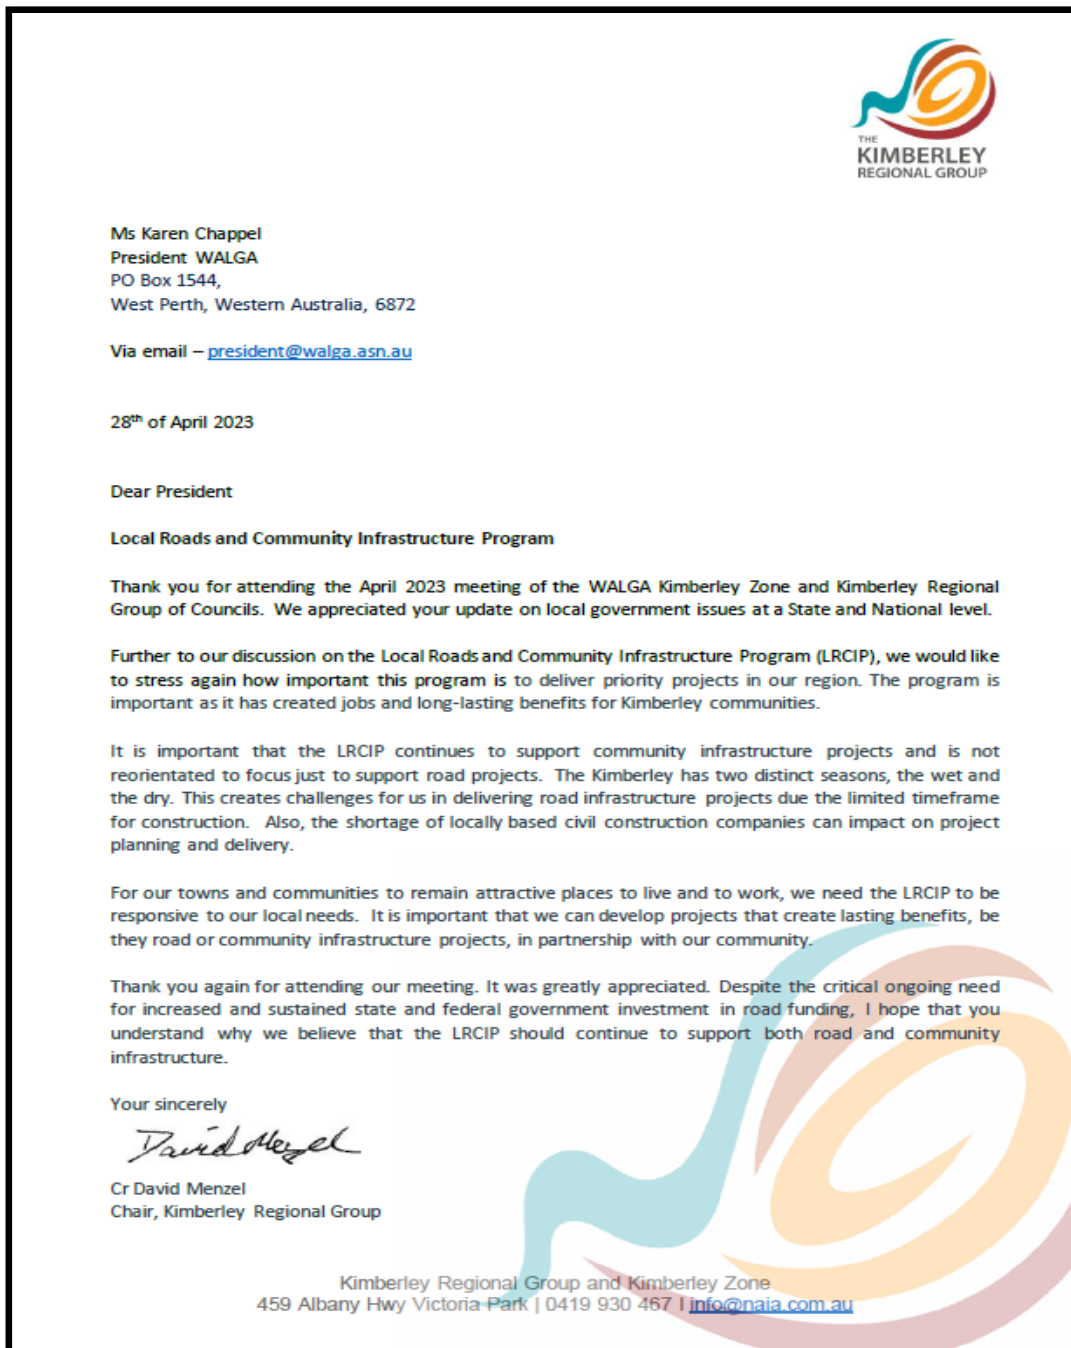 THE
KIMBERLEY
REGIONAL GROUP
Ms Karen Chappel
President WALGA
PO Box 1544,
West Perth, Western Australia, 6872
Via email – president@walga.asn.au
28th of April 2023
Dear President
Local Roads and Community Infrastructure Program
Thank you for attending the April 2023 meeting of the WALGA Kimberley Zone and Kimberley Regional
Group of Councils. We appreciated your update on local government issues at a State and National level.
Further to our discussion on the Local Roads and Community Infrastructure Program (LRCIP), we would like
to stress again how important this program is to deliver priority projects in our region. The program is
important as it has created jobs and long-lasting benefits for Kimberley communities.
It is important that the LRCIP continues to support community infrastructure projects and is not
reorientated to focus just to support road projects. The Kimberley has two distinct seasons, the wet and
the dry. This creates challenges for us in delivering road infrastructure projects due the limited timeframe
for construction. Also, the shortage of locally based civil construction companies can impact on project
planning and delivery.
For our towns and communities to remain attractive places to live and to work, we need the LRCIP to be
responsive to our local needs. It is important that we can develop projects that create lasting benefits, be
they road or community infrastructure projects, in partnership with our community.
Thank you again for attending our meeting. It was greatly appreciated. Despite the critical ongoing need
for increased and sustained state and federal government investment in road funding, I hope that you
understand why we believe that the LRCIP should continue to support both road and community
infrastructure.
Your sincerely
David Menzel
Cr David Menzel
Chair, Kimberley Regional Group
Kimberley Regional Group and Kimberley Zone
459 Albany Hwy Victoria Park | 0419 930 467 I info@naia.com.au